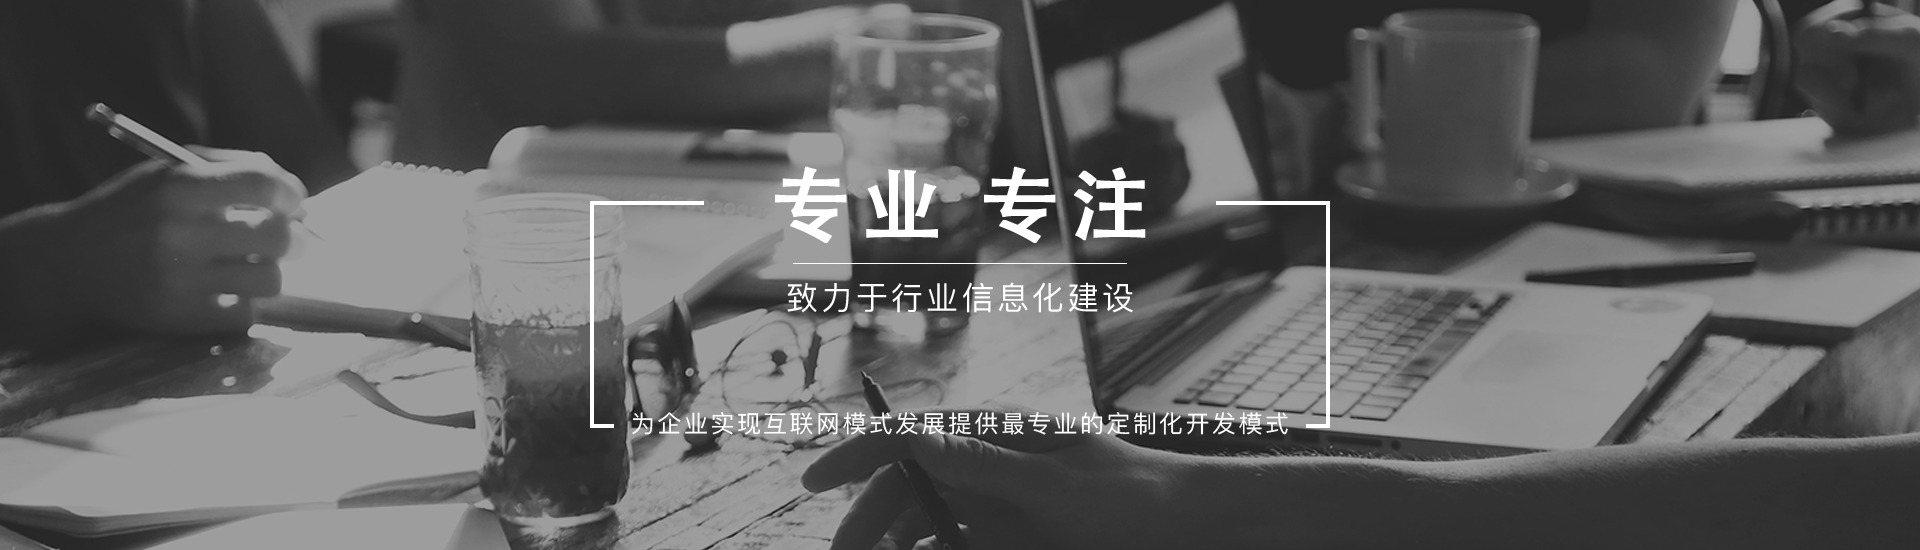 专业 专注
致力于行业信息化建设
为企业实现互联网模式发展提供最专业的定制化开发模式